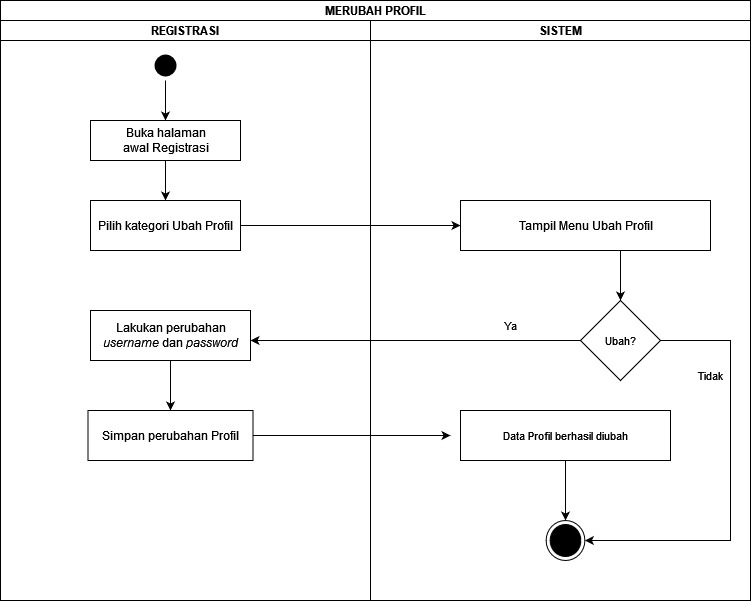 MERUBAH PROFIL
REGISTRASI
SISTEM
Buka halaman
awal Registrasi
Pilih kategori Ubah Profil
Tampil Menu Ubah Profil
Lakukan perubahan
username dan password
Ya
Ubah?
Tidak
Simpan perubahan Profil
Data Profil berhasil diubah